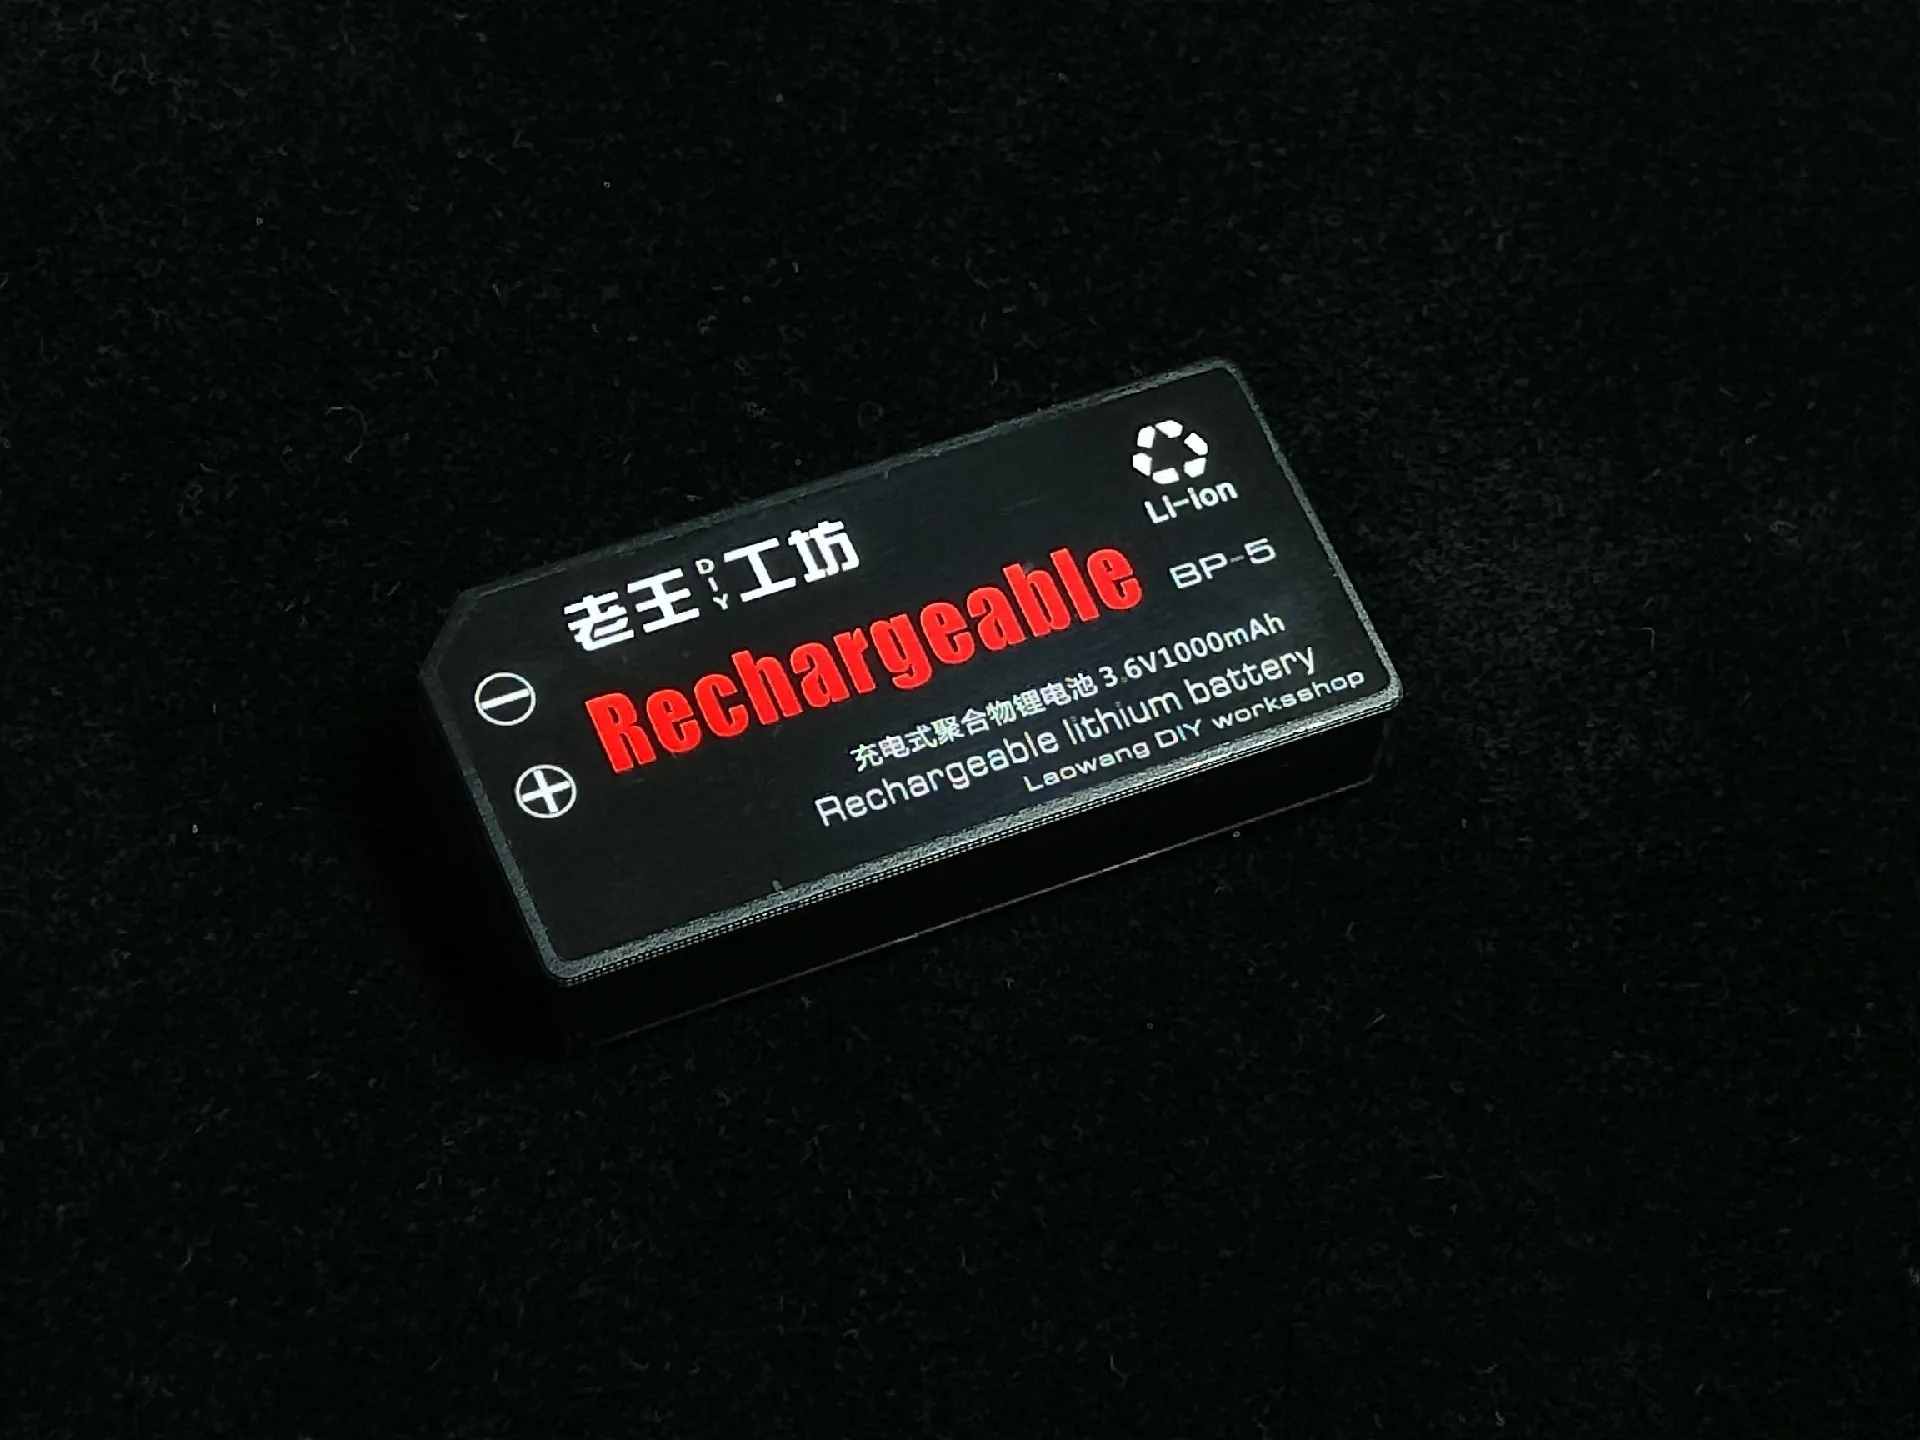 老王DIY工坊
LI-ion
Rechargeable BP-5
充电式聚合物锂电池 3.6V1000mAh
Rechargeable lithium battery
Laowang DIY worksshop